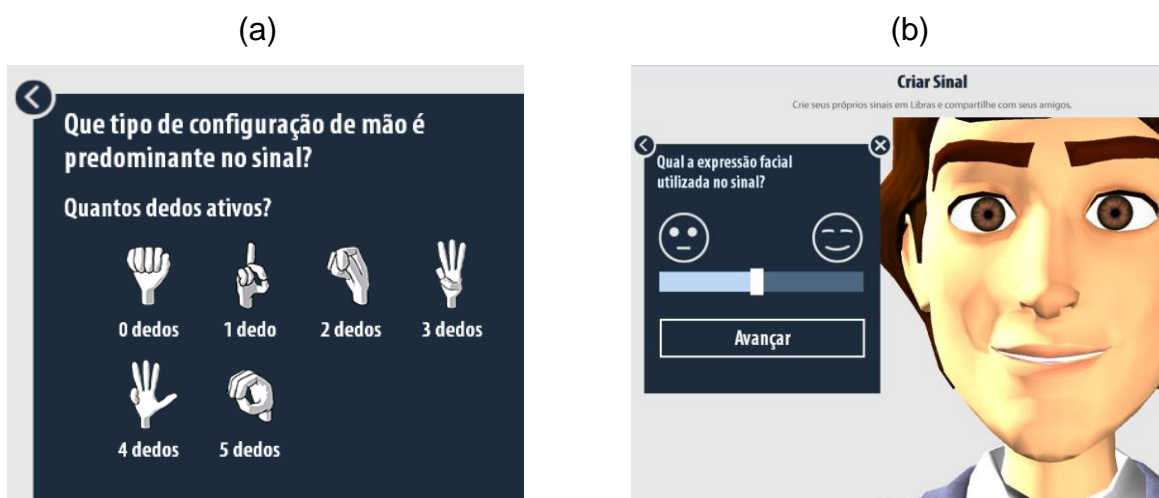 (a)
Que tipo de configuração de mão é
predominante no sinal?
Quantos dedos ativos?
0 dedos
1 dedo
2 dedos
3 dedos
4 dedos
5 dedos
(b)
Criar Sinal
Crie seus próprios sinais em Libras e compartilhe com seus amigos.
Qual a expressão facial
utilizada no sinal?
Avançar